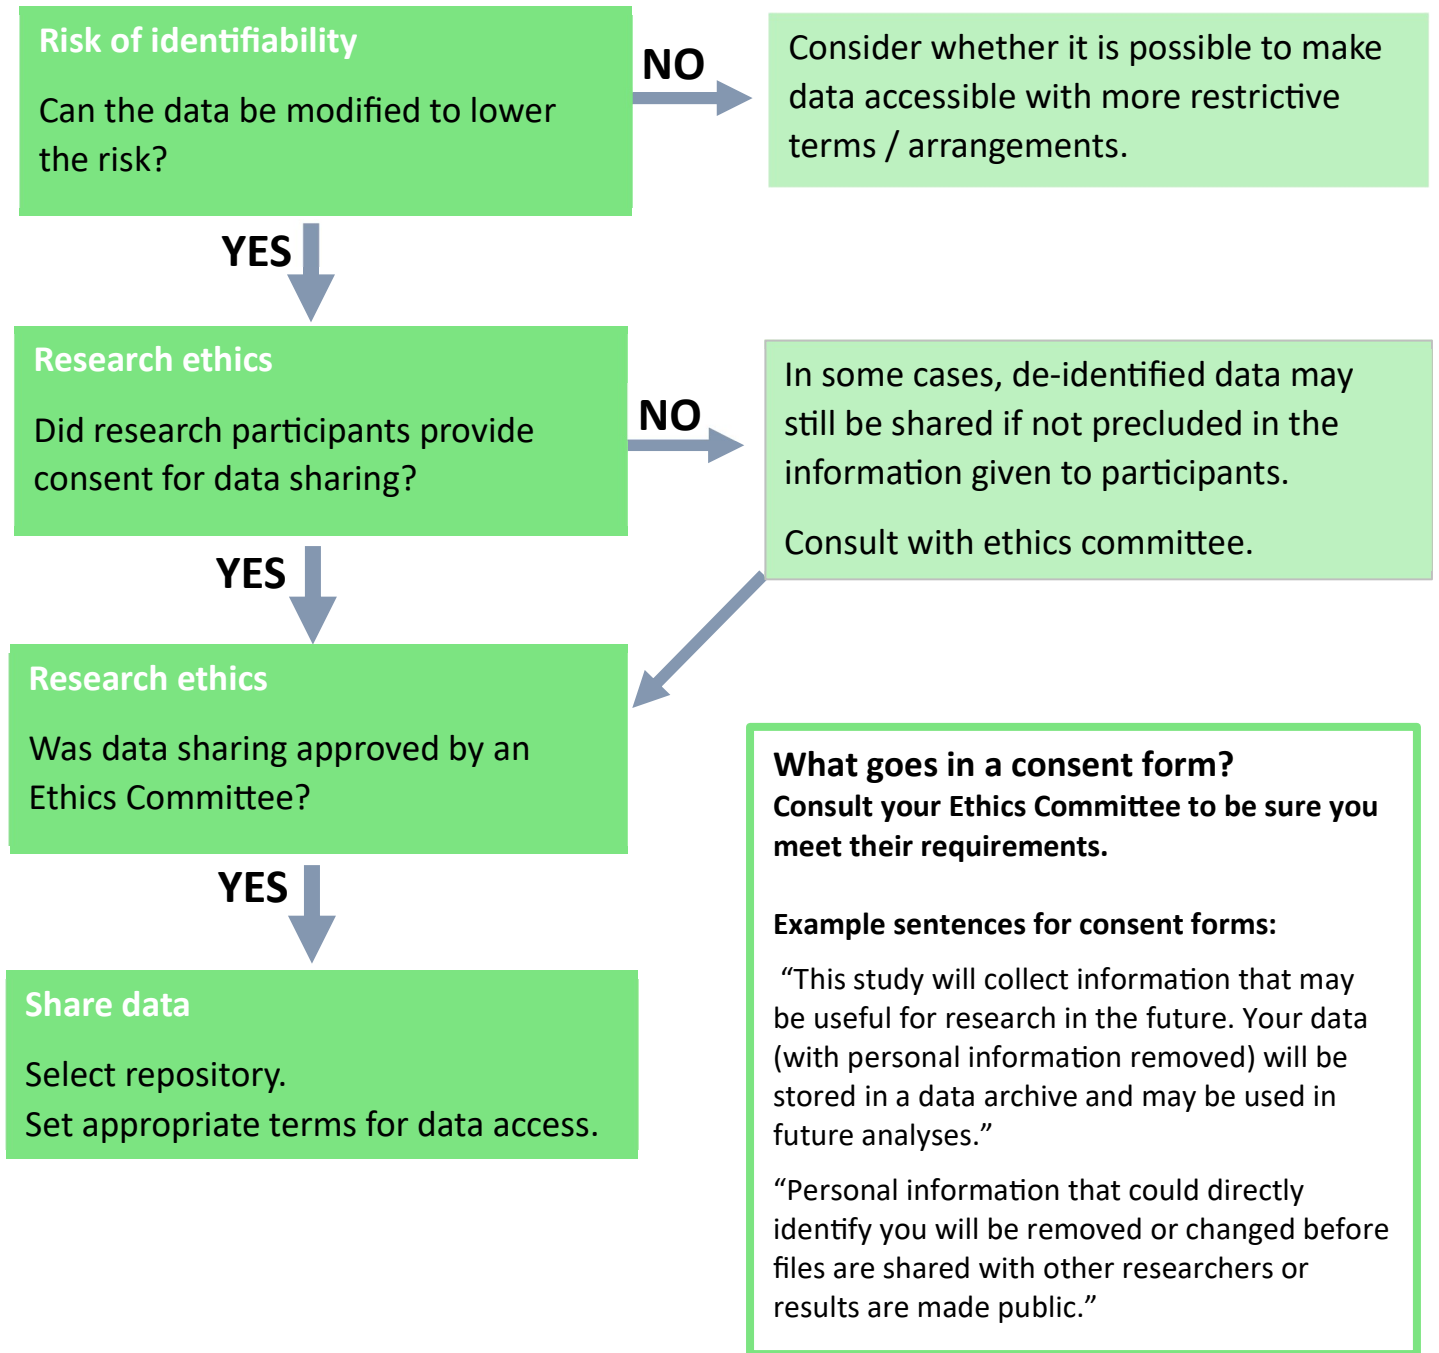 Risk of identifiability
Can the data be modified to lower
the risk?
NO
Consider whether it is possible to make
data accessible with more restrictive
terms / arrangements.
YES
Research ethics
Did research participants provide
consent for data sharing?
NO
In some cases, de-identified data may
still be shared if not precluded in the
information given to participants.
Consult with ethics committee.
YES
Research ethics
Was data sharing approved by an
Ethics Committee?
YES
Share data
Select repository.
Set appropriate terms for data access.
What goes in a consent form?
Consult your Ethics Committee to be sure you
meet their requirements.
Example sentences for consent forms:
“This study will collect information that may
be useful for research in the future. Your data
(with personal information removed) will be
stored in a data archive and may be used in
future analyses.”
“Personal information that could directly
identify you will be removed or changed before
files are shared with other researchers or
results are made public.”